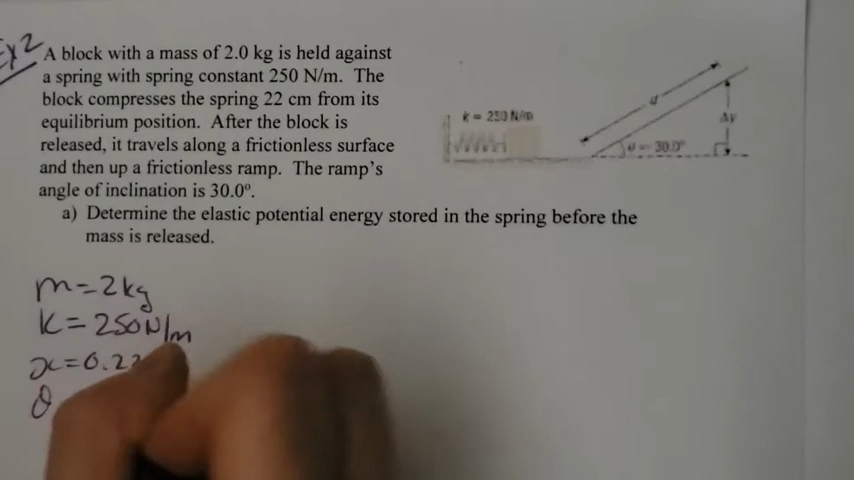 Ex2
A block with a mass of 2.0 kg is held against
a spring with spring constant 250 N/m. The
block compresses the spring 22 cm from its
equilibrium position. After the block is
released, it travels along a frictionless surface
and then up a frictionless ramp. The ramp's
angle of inclination is 30.0°.
k = 250 N/m
d
Δy
θ = 30.0°
a) Determine the elastic potential energy stored in the spring before the
mass is released.
m=2kg
k=250N/m
x=0.22
θ